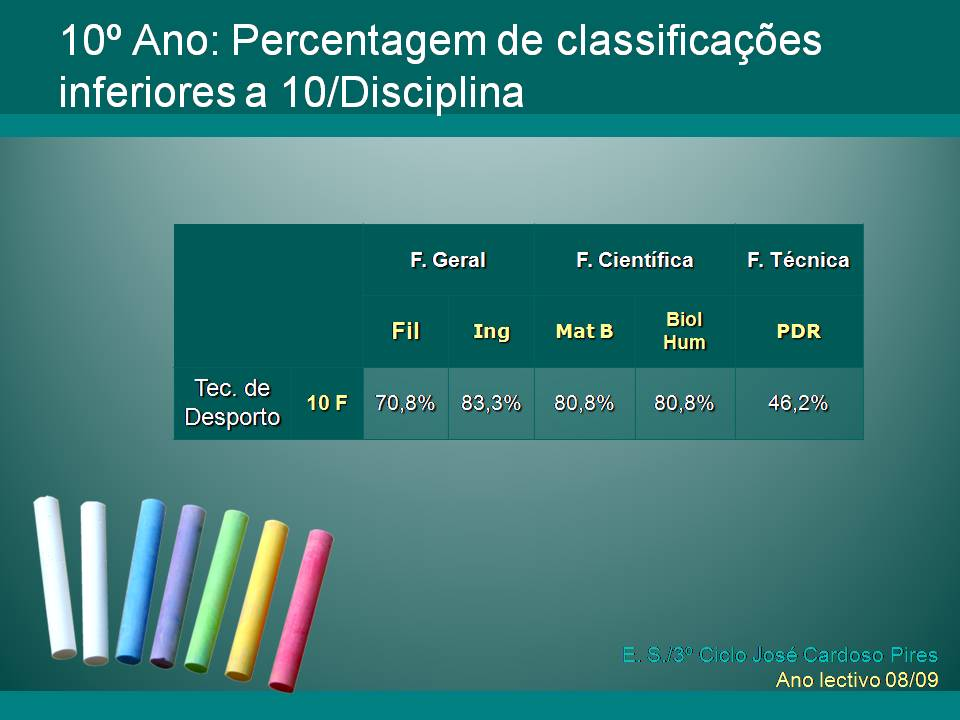 10º Ano: Percentagem de classificações
inferiores a 10/Disciplina
F. Geral F. Científica F. Técnica
Fil Ing Mat B Biol Hum PDR
Tec. de Desporto 10 F 70,8% 83,3% 80,8% 80,8% 46,2%
E. S./3º Ciclo José Cardoso Pires
Ano lectivo 08/09